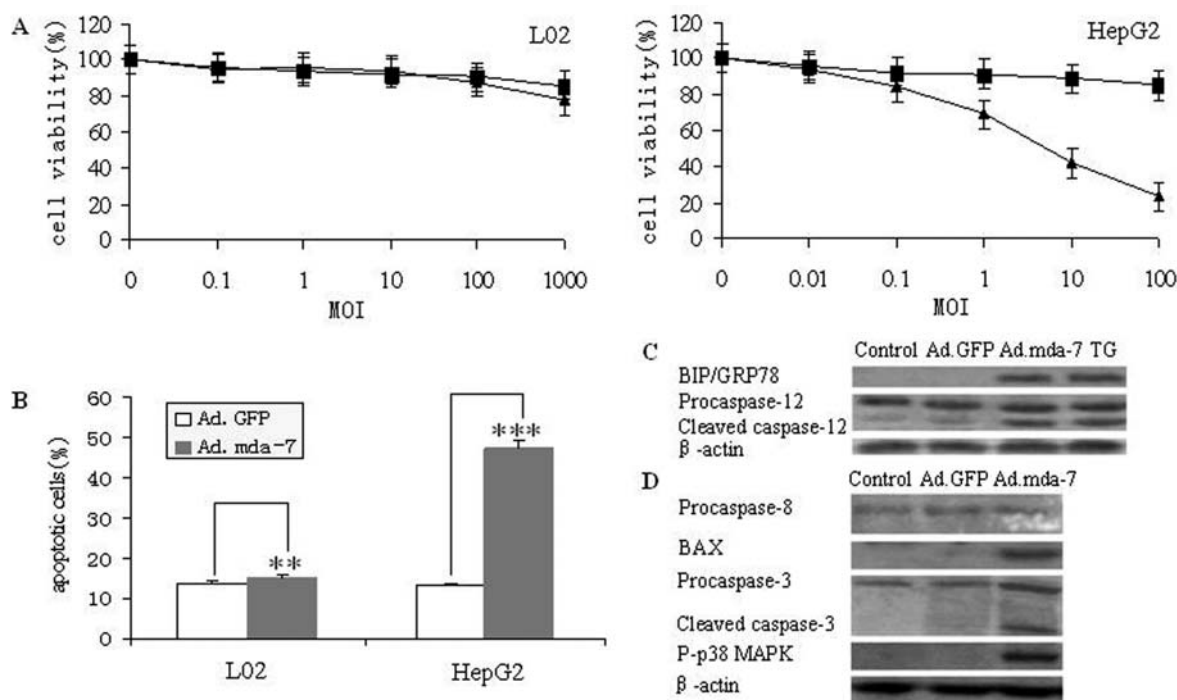 A
L02
cell viability(%)
120
100
80
60
40
20
0
0 0.1 1 10 100 1000
MOI
HepG2
cell viability(%)
120
100
80
60
40
20
0
0 0.01 0.1 1 10 100
MOI
B
apoptotic cells(%)
60
50
40
30
20
10
0
Ad. GFP
Ad. mda-7
**
***
L02 HepG2
C
Control Ad.GFP Ad.mda-7 TG
BIP/GRP78
Procaspase-12
Cleaved caspase-12
β-actin
D
Control Ad.GFP Ad.mda-7
Procaspase-8
BAX
Procaspase-3
Cleaved caspase-3
P-p38 MAPK
β-actin